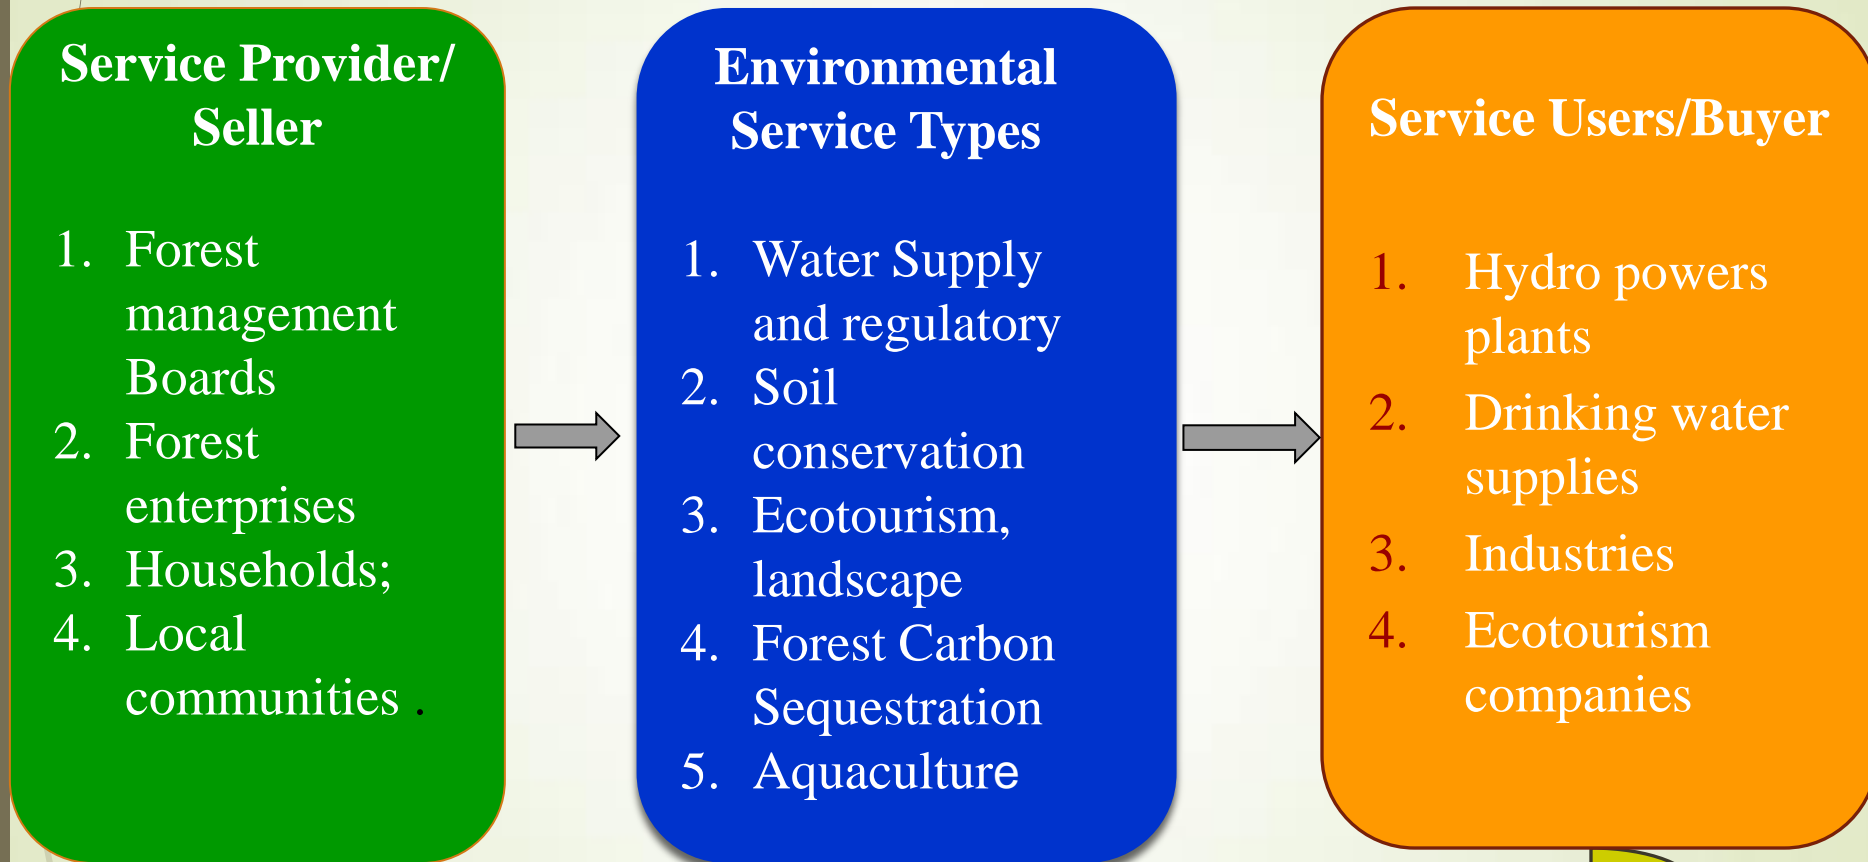 Service Provider/
Seller
1. Forest
management
Boards
2. Forest
enterprises
3. Households;
4. Local
communities .
Environmental
Service Types
1. Water Supply
and regulatory
2. Soil
conservation
3. Ecotourism,
landscape
4. Forest Carbon
Sequestration
5. Aquaculture
Service Users/Buyer
1. Hydro powers
plants
2. Drinking water
supplies
3. Industries
4. Ecotourism
companies